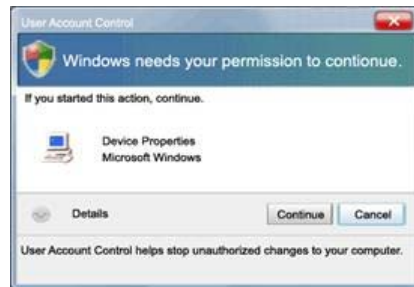 User Account Control
Windows needs your permission to contionue.
If you started this action, continue.
Device Properties
Microsoft Windows
Details
Continue
Cancel
User Account Control helps stop unauthorized changes to your computer.